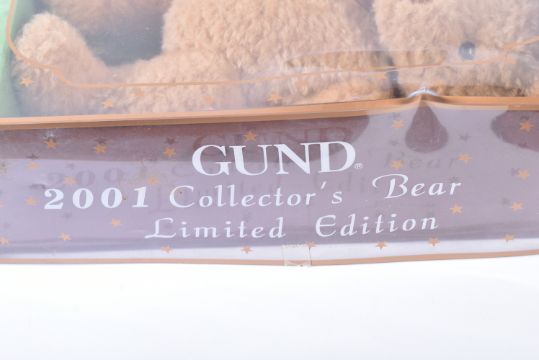 GUND®
2001 Collector's Bear
Limited Edition